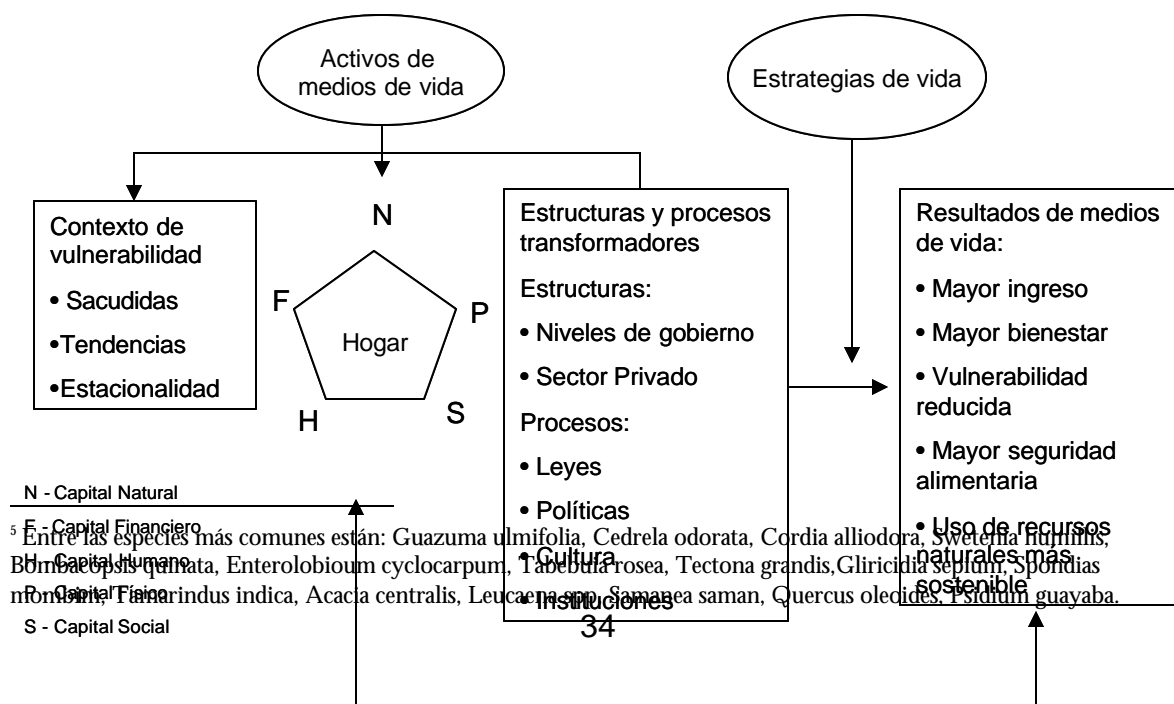 Activos de
medios de vida
Estrategias de vida
Contexto de
vulnerabilidad
• Sacudidas
•Tendencias
•Estacionalidad
N
F
P
Hogar
H
S
Estructuras y procesos
transformadores
Estructuras:
• Niveles de gobierno
• Sector Privado
Procesos:
• Leyes
• Políticas
• Cultura
• Instituciones
Resultados de medios
de vida:
• Mayor ingreso
• Mayor bienestar
• Vulnerabilidad
reducida
• Mayor seguridad
alimentaria
• Uso de recursos
naturales más
sostenible
N - Capital Natural
F - Capital Financiero
H - Capital Humano
P - Capital Físico
S - Capital Social
5 Entre las especies más comunes están: Guazuma ulmifolia, Cedrela odorata, Cordia alliodora, Swetenia humilis,
Bombacopsis quinata, Enterolobioum cyclocarpum, Tabebuia rosea, Tectona grandis,Gliricidia sepium, Spondias
mombin, Tamarindus indica, Acacia centralis, Leucaena spp, Samanea saman, Quercus oleoides, Psidium guayaba.
34